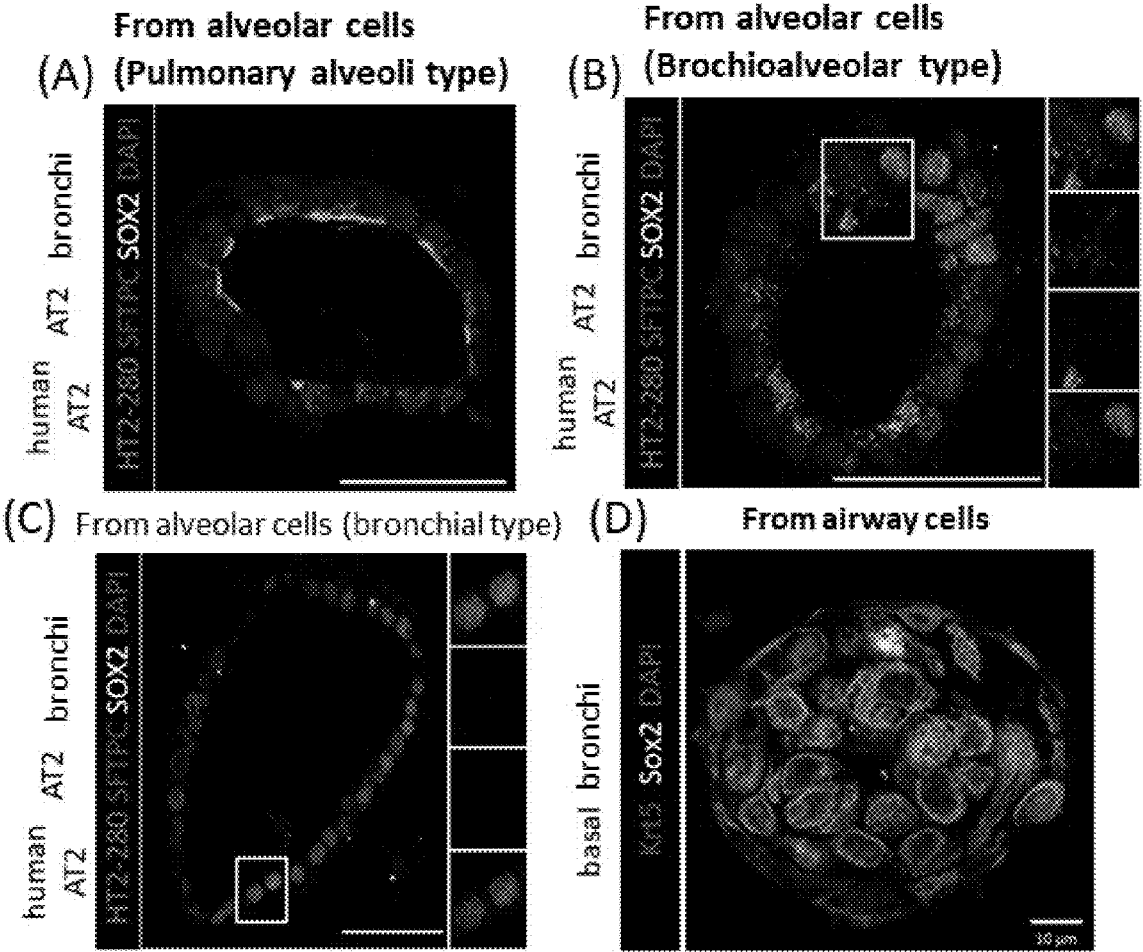 From alveolar cells
(A) (Pulmonary alveoli type)
From alveolar cells
(B) (Brochioalveolar type)
bronchi
AT2
human AT2
HT2-280 SFTPC SOX2 DAPI
bronchi
AT2
human AT2
HT2-280 SFTPC SOX2 DAPI
(C) From alveolar cells (bronchial type)
(D) From airway cells
bronchi
AT2
human AT2
HT2-280 SFTPC SOX2 DAPI
basal bronchi
Krt5 Sox2 DAPI
10 µm